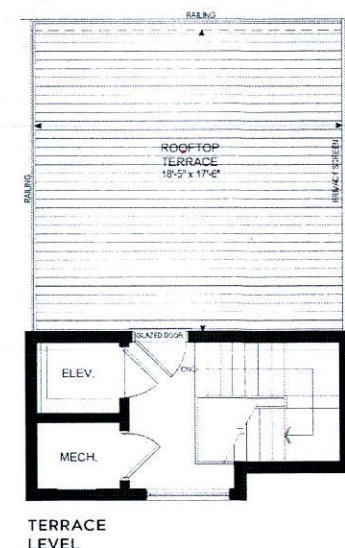 RAILING
ROOFTOP
TERRACE
18'-5" x 17'-6"
RAILING
PRIVACY SCREEN
GLAZED DOOR
ELEV.
MECH.
TERRACE
LEVEL